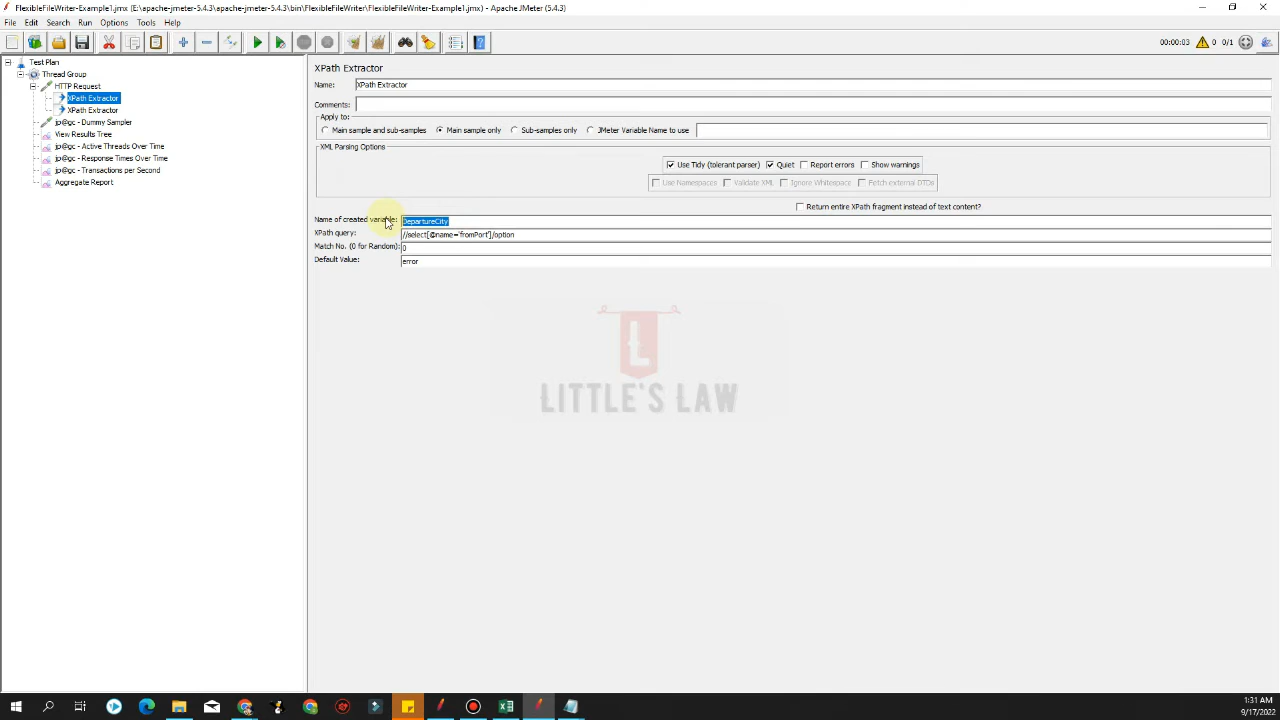 FlexibleFileWriter-Example1.jmx (E:\apache-jmeter-5.4.3\apache-jmeter-5.4.3\bin\FlexibleFileWriter\FlexibleFileWriter-Example1.jmx) - Apache JMeter (5.4.3)
File Edit Search Run Options Tools Help
00:00:03 0 0/1
Test Plan
Thread Group
HTTP Request
XPath Extractor
XPath Extractor
jp@gc - Dummy Sampler
View Results Tree
jp@gc - Active Threads Over Time
jp@gc - Response Times Over Time
jp@gc - Transactions per Second
Aggregate Report
XPath Extractor
Name: XPath Extractor
Comments:
Apply to:
Main sample and sub-samples Main sample only Sub-samples only JMeter Variable Name to use
XML Parsing Options
Use Tidy (tolerant parser) Quiet Report errors Show warnings
Use Namespaces Validate XML Ignore Whitespace Fetch external DTDs
Return entire XPath fragment instead of text content?
Name of created variable: DepartureCity
XPath query: //select[@name='fromPort']/option
Match No. (0 for Random): 0
Default Value: error
L
LITTLE'S LAW
1:31 AM
9/17/2022